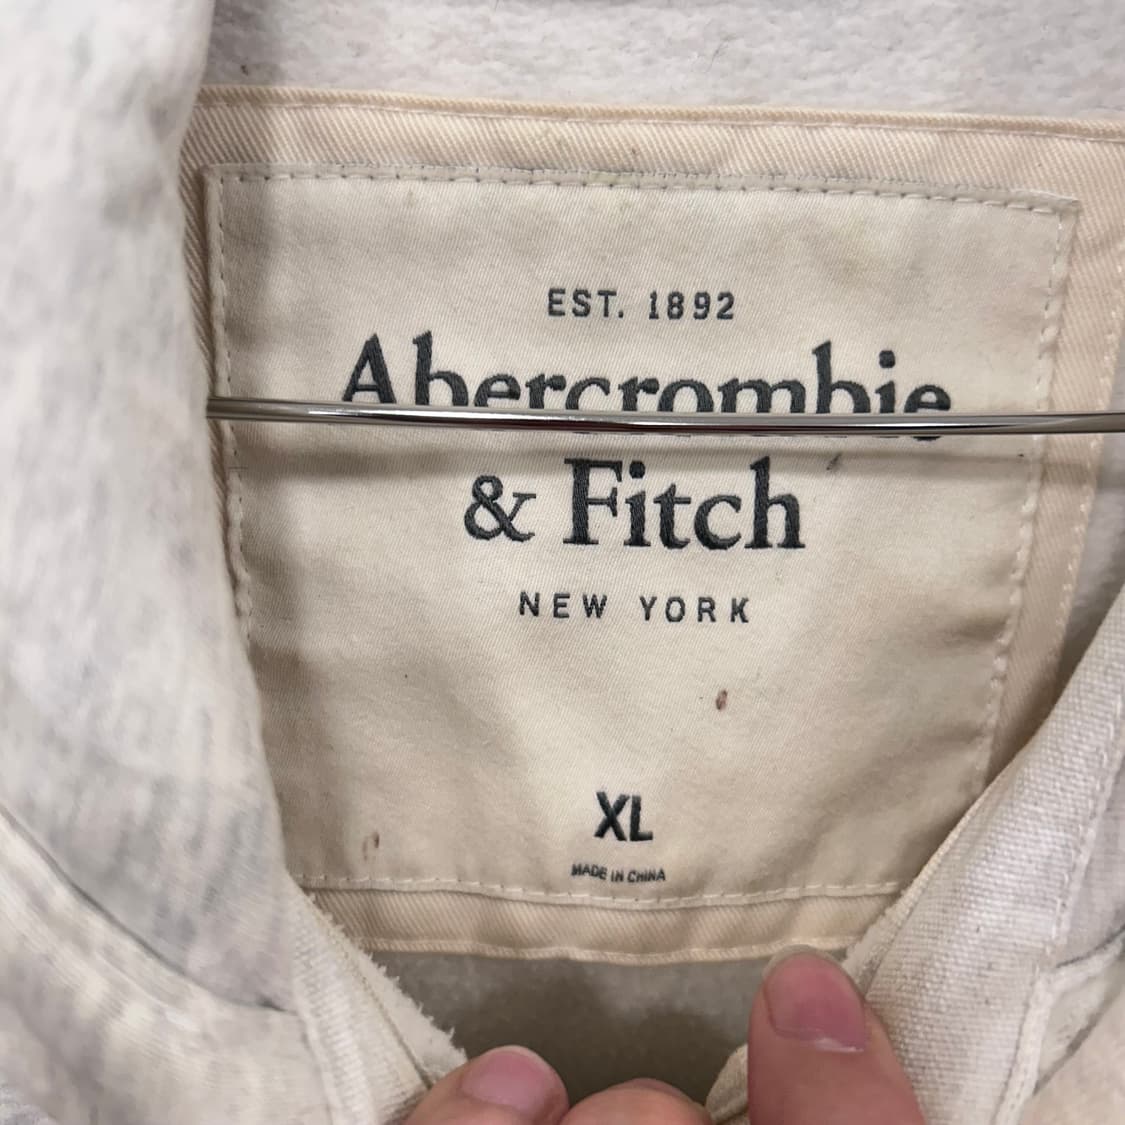 EST. 1892
Abercrombie
& Fitch
NEW YORK
XL
MADE IN CHINA